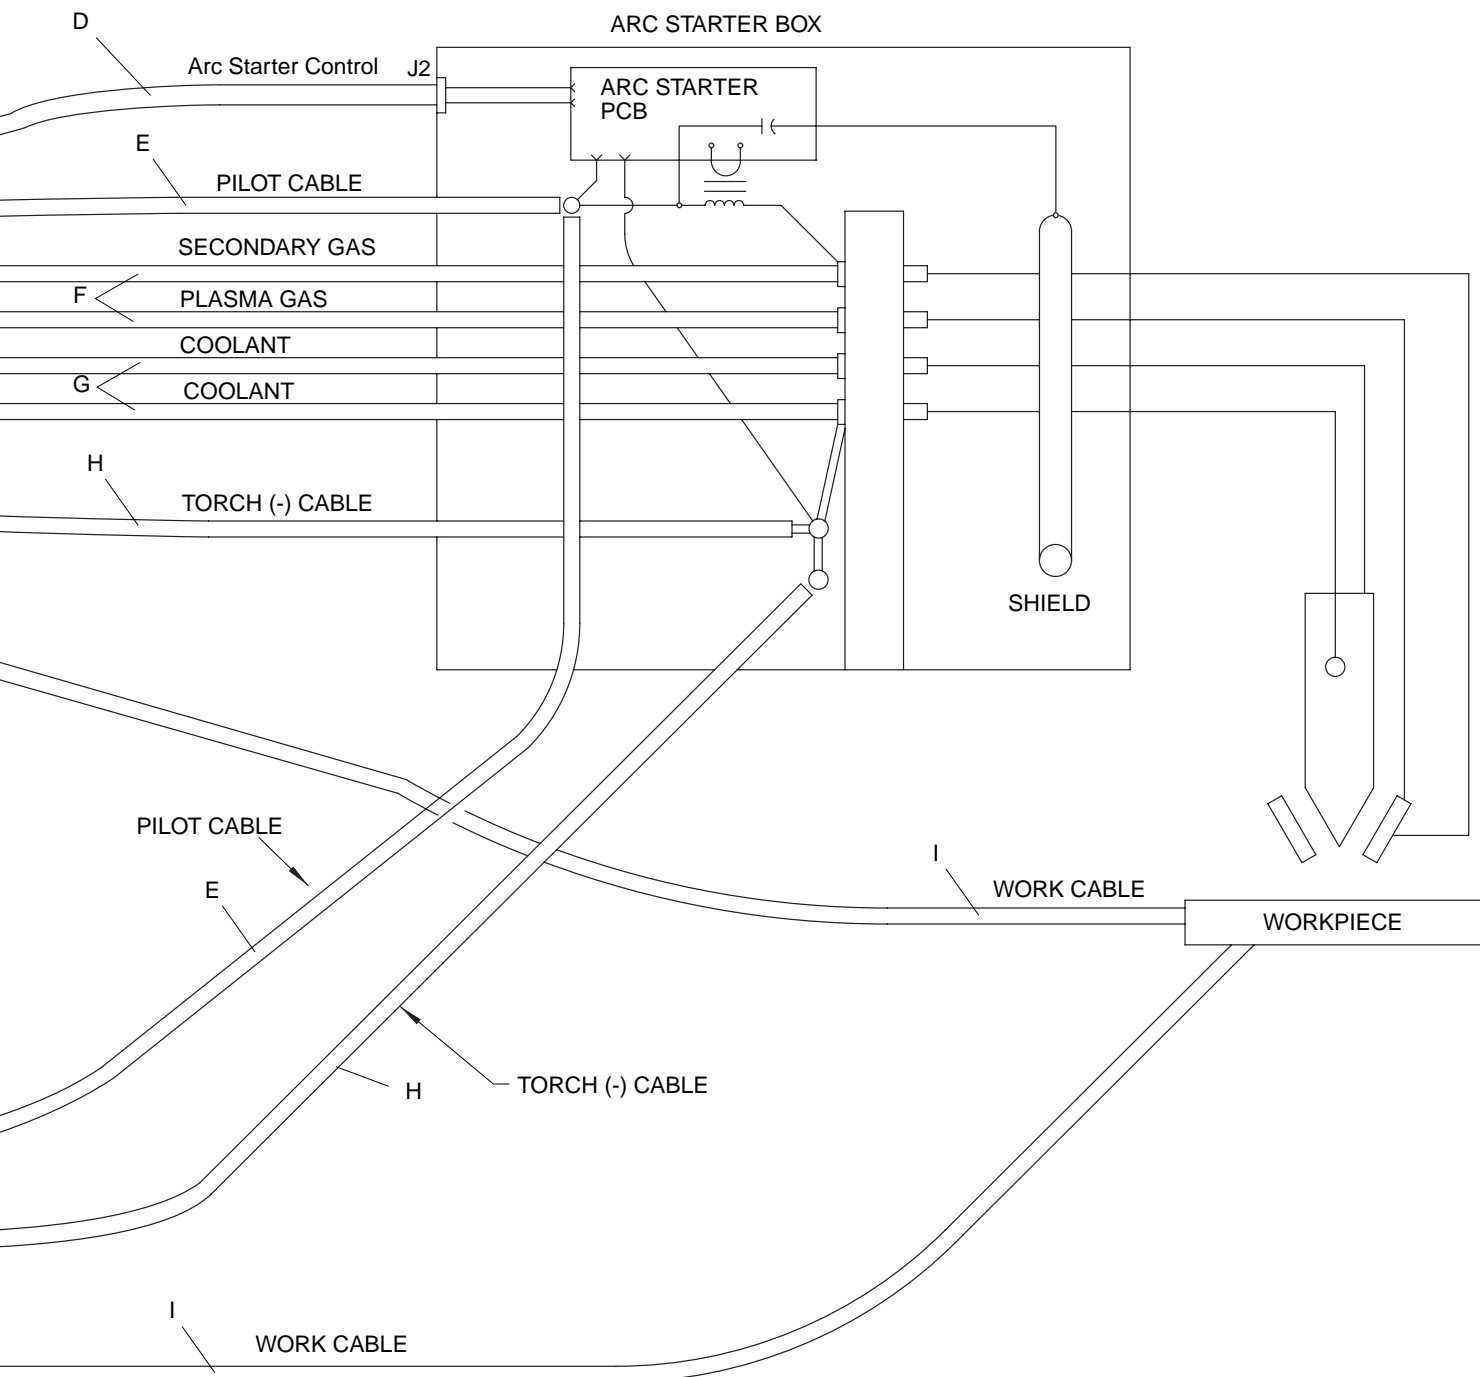 D
ARC STARTER BOX
Arc Starter Control
J2
ARC STARTER
PCB
E
PILOT CABLE
SECONDARY GAS
F
PLASMA GAS
COOLANT
G
COOLANT
H
TORCH (-) CABLE
SHIELD
PILOT CABLE
E
I
WORK CABLE
WORKPIECE
H
TORCH (-) CABLE
I
WORK CABLE